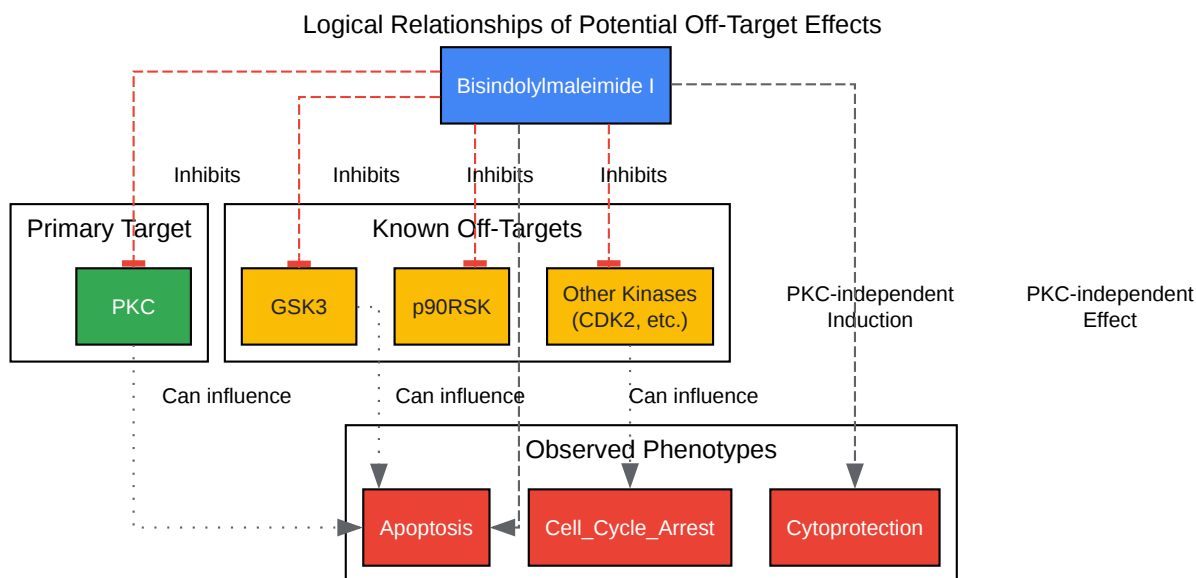 Logical Relationships of Potential Off-Target Effects
Bisindolylmaleimide I
Inhibits
Inhibits
Inhibits
Inhibits
Primary Target
Known Off-Targets
PKC
GSK3
p90RSK
Other Kinases
(CDK2, etc.)
PKC-independent
Induction
PKC-independent
Effect
Can influence
Can influence
Can influence
Observed Phenotypes
Apoptosis
Cell_Cycle_Arrest
Cytoprotection